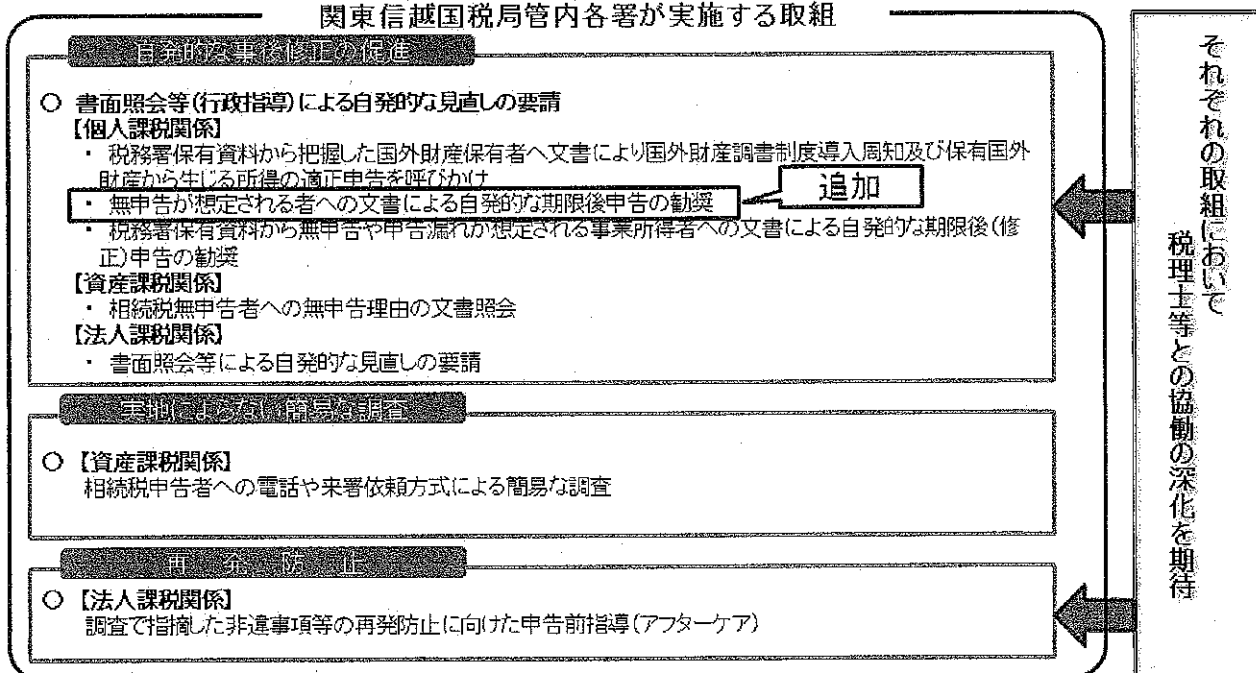 関東信越国税局管内各署が実施する取組
自発的な事後修正の促進
○ 書面照会等(行政指導)による自発的な見直しの要請
【個人課税関係】
・ 税務署保有資料から把握した国外財産保有者へ文書により国外財産調書制度導入周知及び保有国外
財産から生じる所得の適正申告を呼びかけ
追加
・ 無申告が想定される者への文書による自発的な期限後申告の勧奨
・ 税務署保有資料から無申告や申告漏れが想定される事業所得者への文書による自発的な期限後(修
正)申告の勧奨
【資産課税関係】
・ 相続税無申告者への無申告理由の文書照会
【法人課税関係】
・ 書面照会等による自発的な見直しの要請
実地によらない簡易な調査
○ 【資産課税関係】
相続税申告者への電話や来署依頼方式による簡易な調査
再発防止
○ 【法人課税関係】
調査で指摘した非違事項等の再発防止に向けた申告前指導(アフターケア)
それぞれの取組において
税理士等との協働の深化を期待